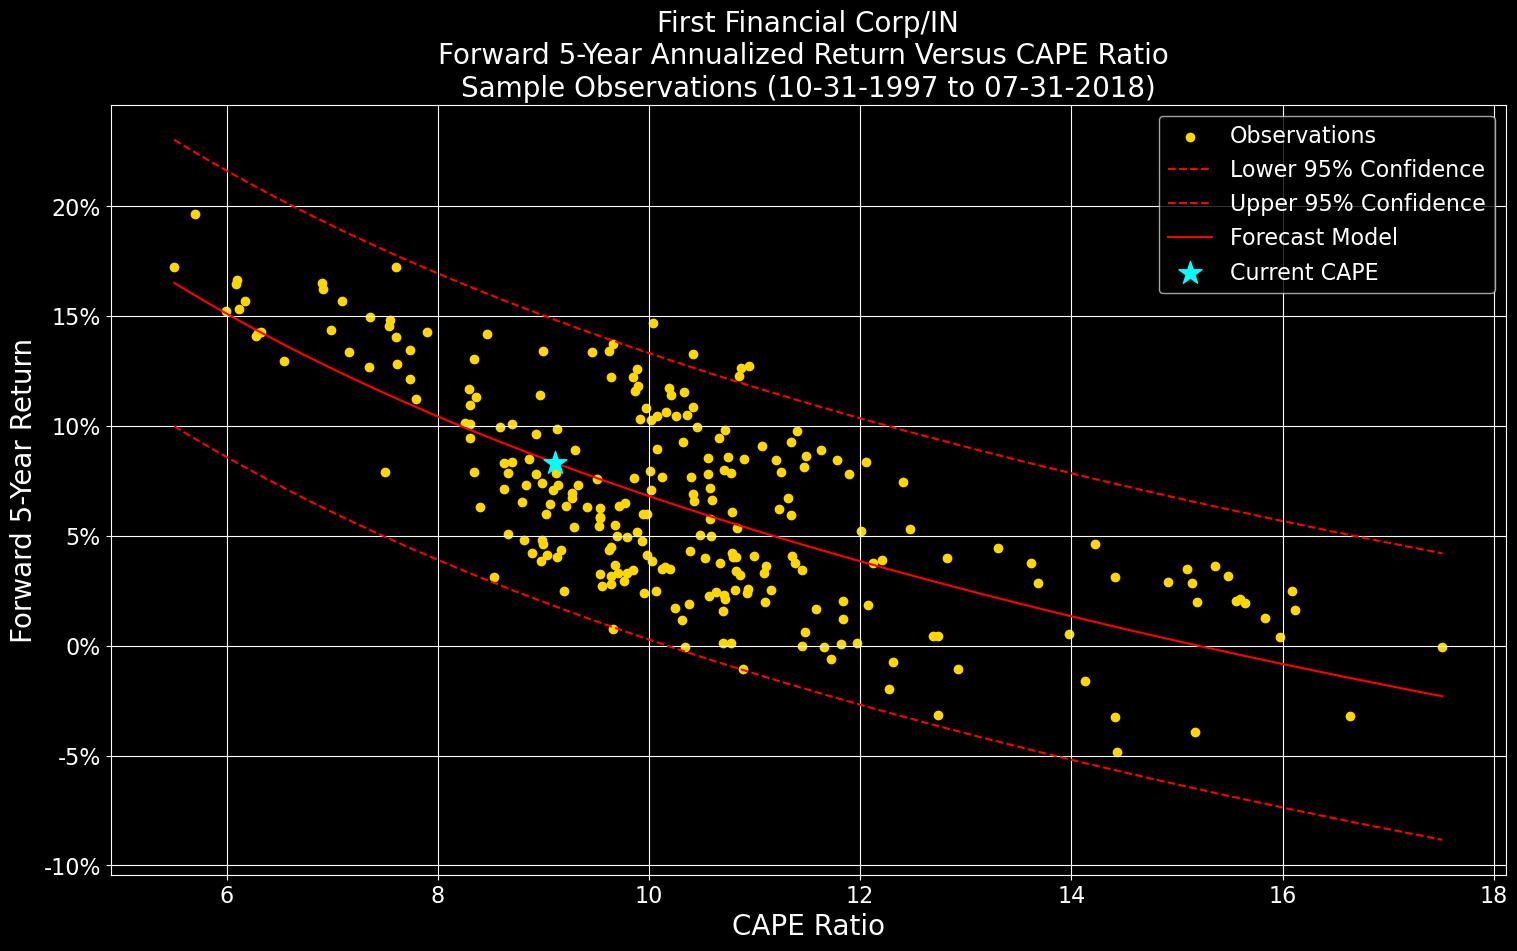 First Financial Corp/IN
Forward 5-Year Annualized Return Versus CAPE Ratio
Sample Observations (10-31-1997 to 07-31-2018)
Observations
Lower 95% Confidence
Upper 95% Confidence
Forecast Model
Current CAPE
Forward 5-Year Return
20%
15%
10%
5%
0%
-5%
-10%
6 8 10 12 14 16 18
CAPE Ratio